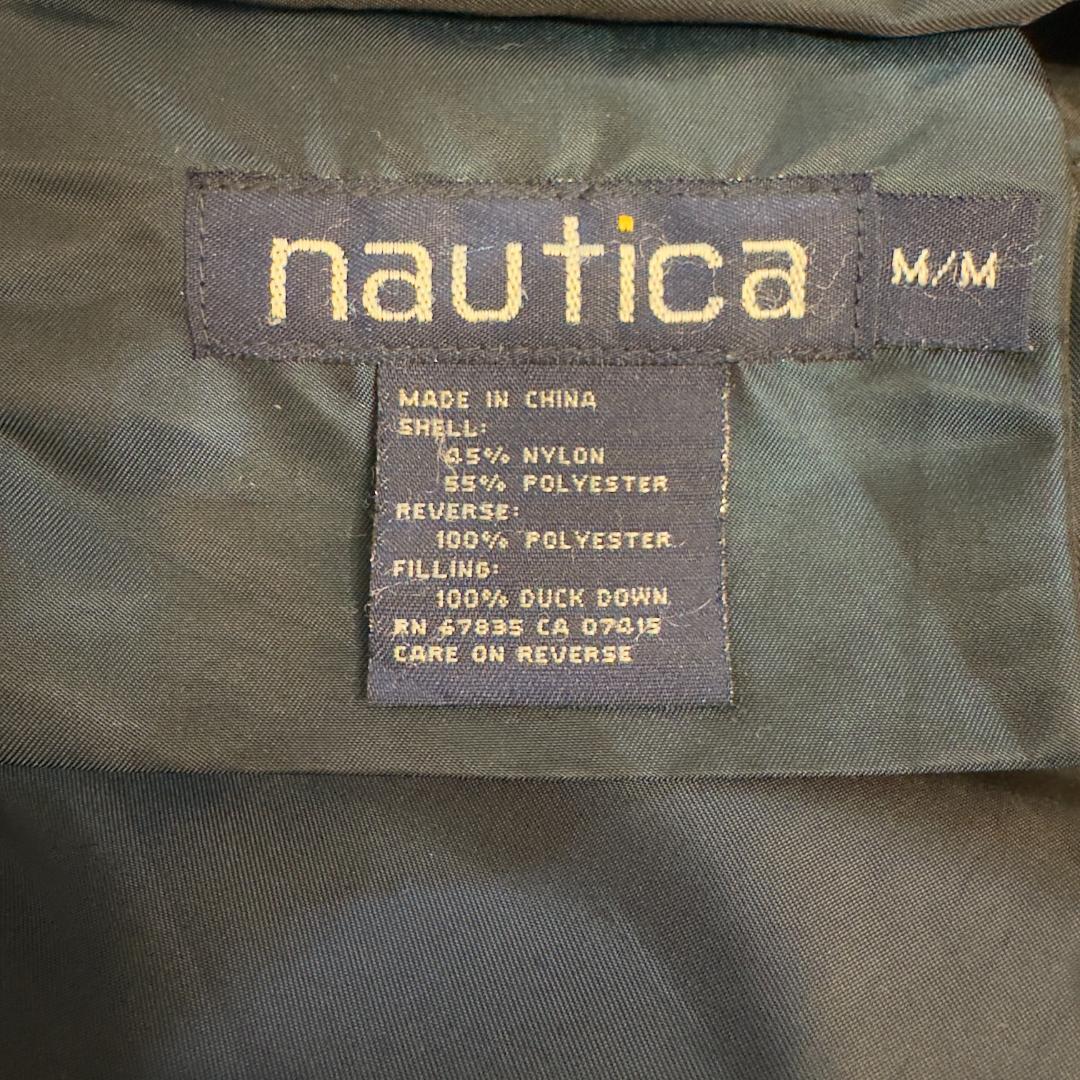 nautica
M/M
MADE IN CHINA
SHELL:
45% NYLON
55% POLYESTER
REVERSE:
100% POLYESTER
FILLING:
100% DUCK DOWN
RN 67835 CA 07415
CARE ON REVERSE